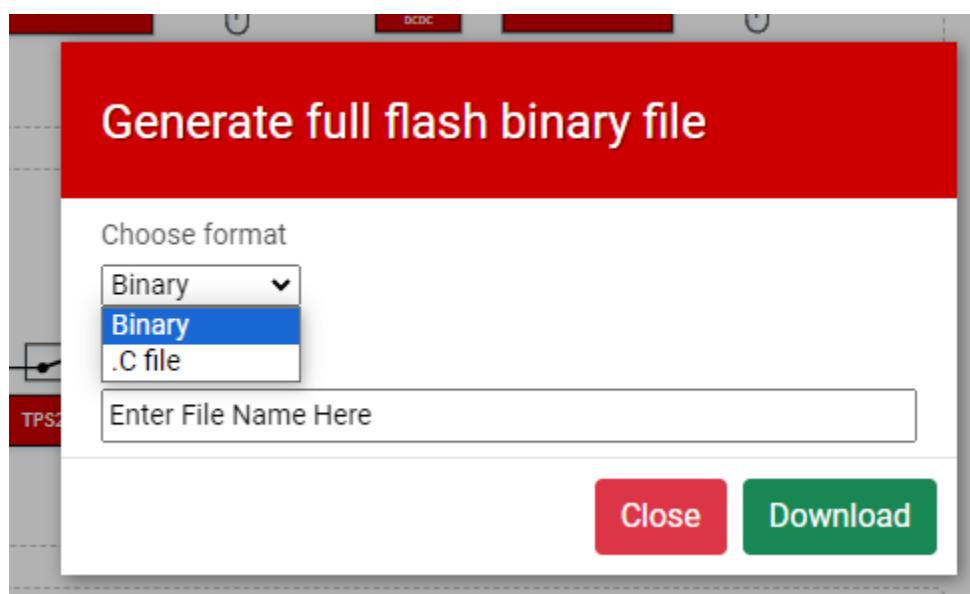 DCDC
Generate full flash binary file
Choose format
Binary
Binary
.C file
Enter File Name Here
TPS2
Close
Download